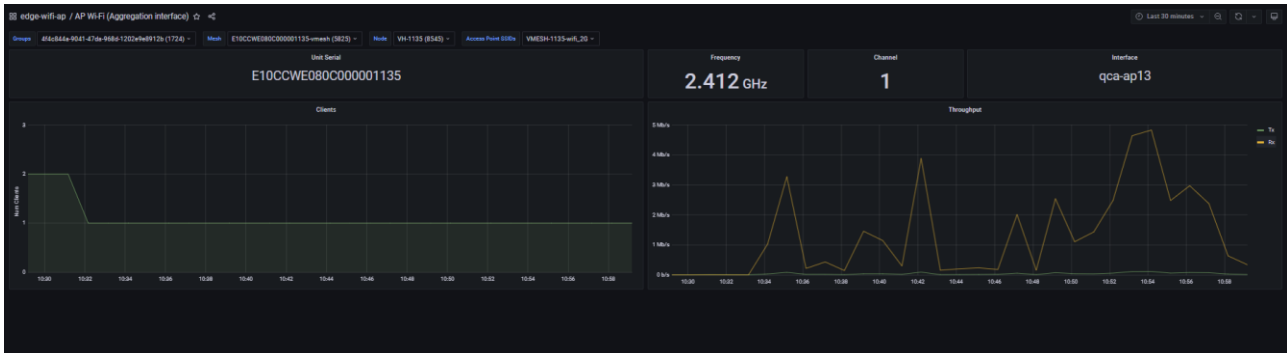 edge-wifi-ap / AP Wi-Fi (Aggregation interface)
Last 30 minutes
Groups 4f4c844a-9041-47da-968d-1202e9e8912b (1724) Mesh E10CCWE080C000001135-vmesh (5825) Node VH-1135 (8545) Access Point SSIDs VMESH-1135-wifi_2G
Unit Serial
E10CCWE080C000001135
Frequency
2.412 GHz
Channel
1
Interface
qca-ap13
Clients
Num Clients
3
2
1
0
10:30 10:32 10:34 10:36 10:38 10:40 10:42 10:44 10:46 10:48 10:50 10:52 10:54 10:56 10:58
Throughput
5 Mb/s
4 Mb/s
3 Mb/s
2 Mb/s
1 Mb/s
0 b/s
10:30 10:32 10:34 10:36 10:38 10:40 10:42 10:44 10:46 10:48 10:50 10:52 10:54 10:56 10:58
Tx
Rx